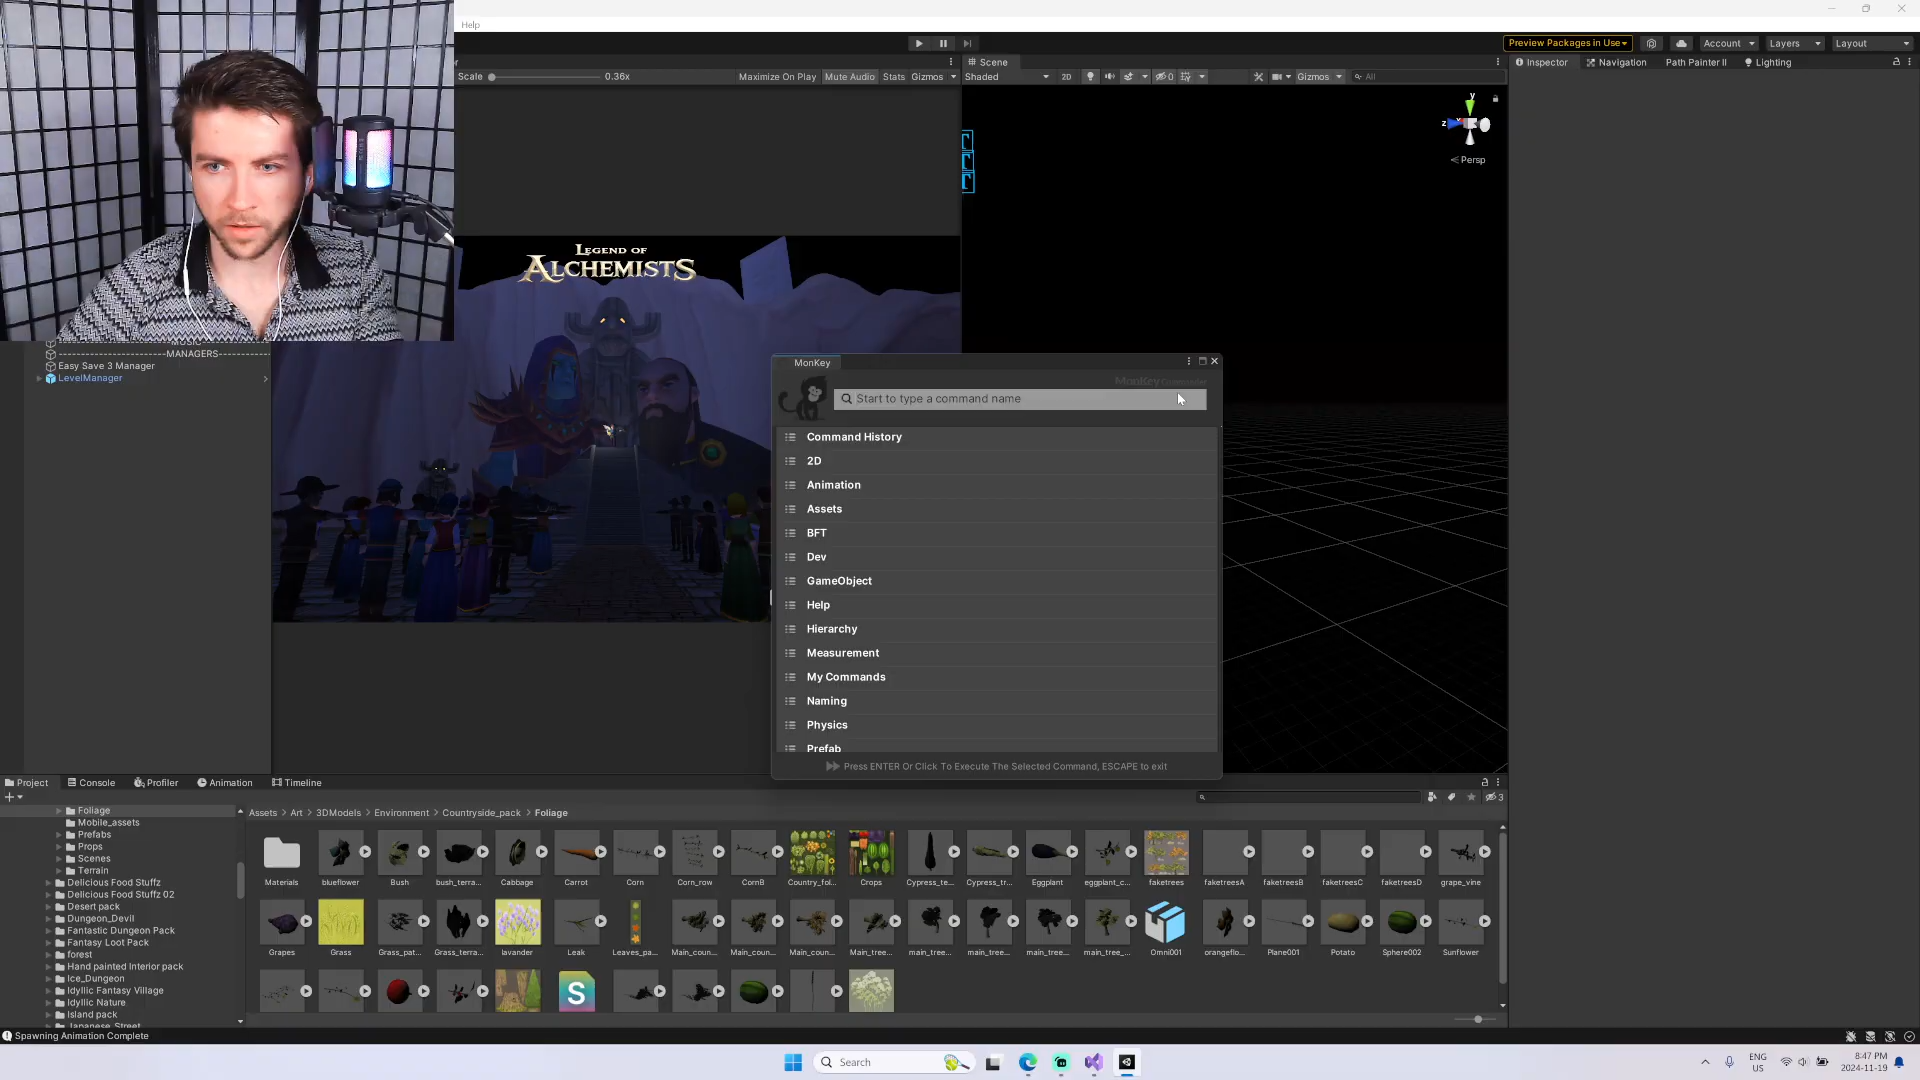 Help
Scale 0.36x Maximize On Play Mute Audio Stats Gizmos
Scene
Shaded 2D 0 Gizmos All
Preview Packages in Use Account Layers Layout
Inspector Navigation Path Painter II Lighting
y
z
Persp
LEGEND OF
ALCHEMISTS
MUSIC
MANAGERS
Easy Save 3 Manager
LevelManager
MonKey
MonKey Commander
Start to type a command name
Command History
2D
Animation
Assets
BFT
Dev
GameObject
Help
Hierarchy
Measurement
My Commands
Naming
Physics
Prefab
Press ENTER Or Click To Execute The Selected Command, ESCAPE to exit
Project Console Profiler Animation Timeline
3
Foliage
Mobile_assets
Prefabs
Props
Scenes
Terrain
Delicious Food Stuffz
Delicious Food Stuffz 02
Desert pack
Dungeon_Devil
Fantastic Dungeon Pack
Fantasy Loot Pack
forest
Hand painted Interior pack
Ice_Dungeon
Idyllic Fantasy Village
Idyllic Nature
Island pack
Japanese_Street
Assets > Art > 3DModels > Environment > Countryside_pack > Foliage
Materials blueflower Bush bush_terra... Cabbage Carrot Corn Corn_row CornB Country_fol... Crops Cypress_te... Cypress_tr... Eggplant eggplant_c... faketrees faketreesA faketreesB faketreesC faketreesD grape_vine
Grapes Grass Grass_pat... Grass_terra... lavander Leak Leaves_pa... Main_coun... Main_coun... Main_coun... Main_tree... main_tree... main_tree... main_tree... main_tree_... Omni001 orangeflo... Plane001 Potato Sphere002 Sunflower
S
Spawning Animation Complete
Search
ENG
US
8:47 PM
2024-11-19